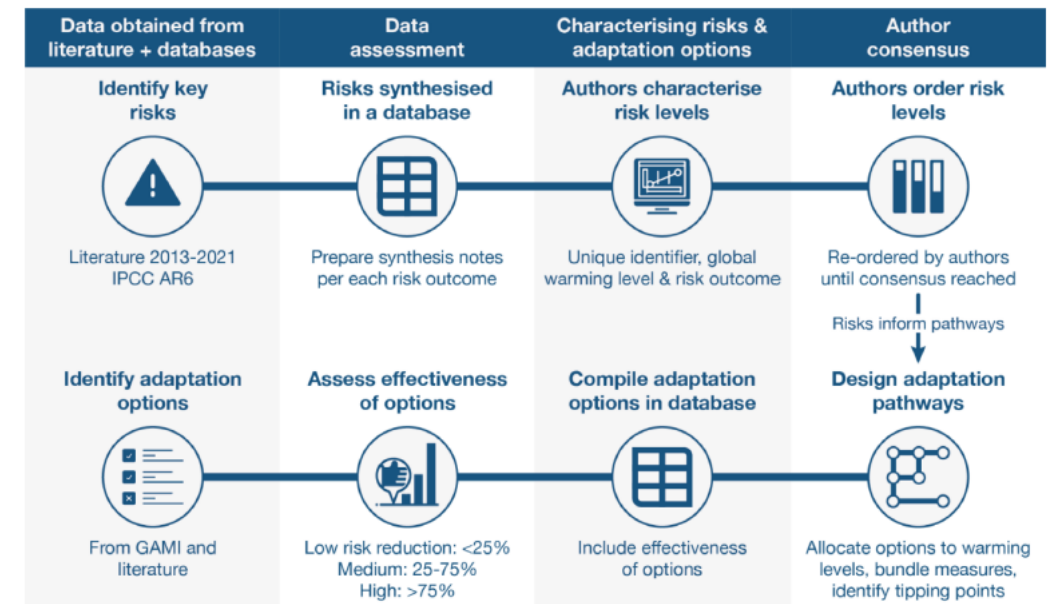 Data obtained from
literature + databases
Data
assessment
Characterising risks &
adaptation options
Author
consensus
Identify key
risks
Risks synthesised
in a database
Authors characterise
risk levels
Authors order risk
levels
Literature 2013-2021
IPCC AR6
Prepare synthesis notes
per each risk outcome
Unique identifier, global
warming level & risk outcome
Re-ordered by authors
until consensus reached
Risks inform pathways
Identify adaptation
options
Assess effectiveness
of options
Compile adaptation
options in database
Design adaptation
pathways
From GAMI and
literature
Low risk reduction: <25%
Medium: 25-75%
High: >75%
Include effectiveness
of options
Allocate options to warming
levels, bundle measures,
identify tipping points